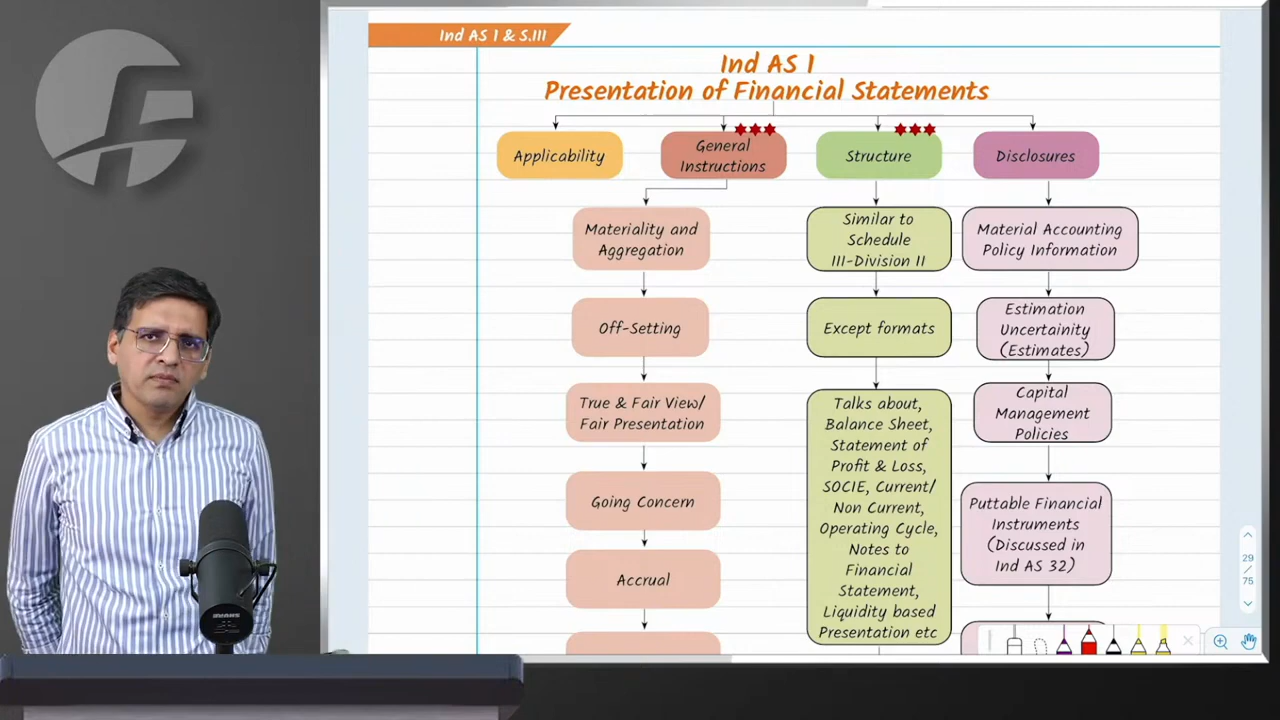 Ind AS 1 & S.III
Ind AS 1
Presentation of Financial Statements
Applicability
General
Instructions
Structure
Disclosures
Materiality and
Aggregation
Off-Setting
True & Fair View/
Fair Presentation
Going Concern
Accrual
Similar to
Schedule
III-Division II
Except formats
Talks about,
Balance Sheet,
Statement of
Profit & Loss,
SOCIE, Current/
Non Current,
Operating Cycle,
Notes to
Financial
Statement,
Liquidity based
Presentation etc
Material Accounting
Policy Information
Estimation
Uncertainity
(Estimates)
Capital
Management
Policies
Puttable Financial
Instruments
(Discussed in
Ind AS 32)
29
/
75